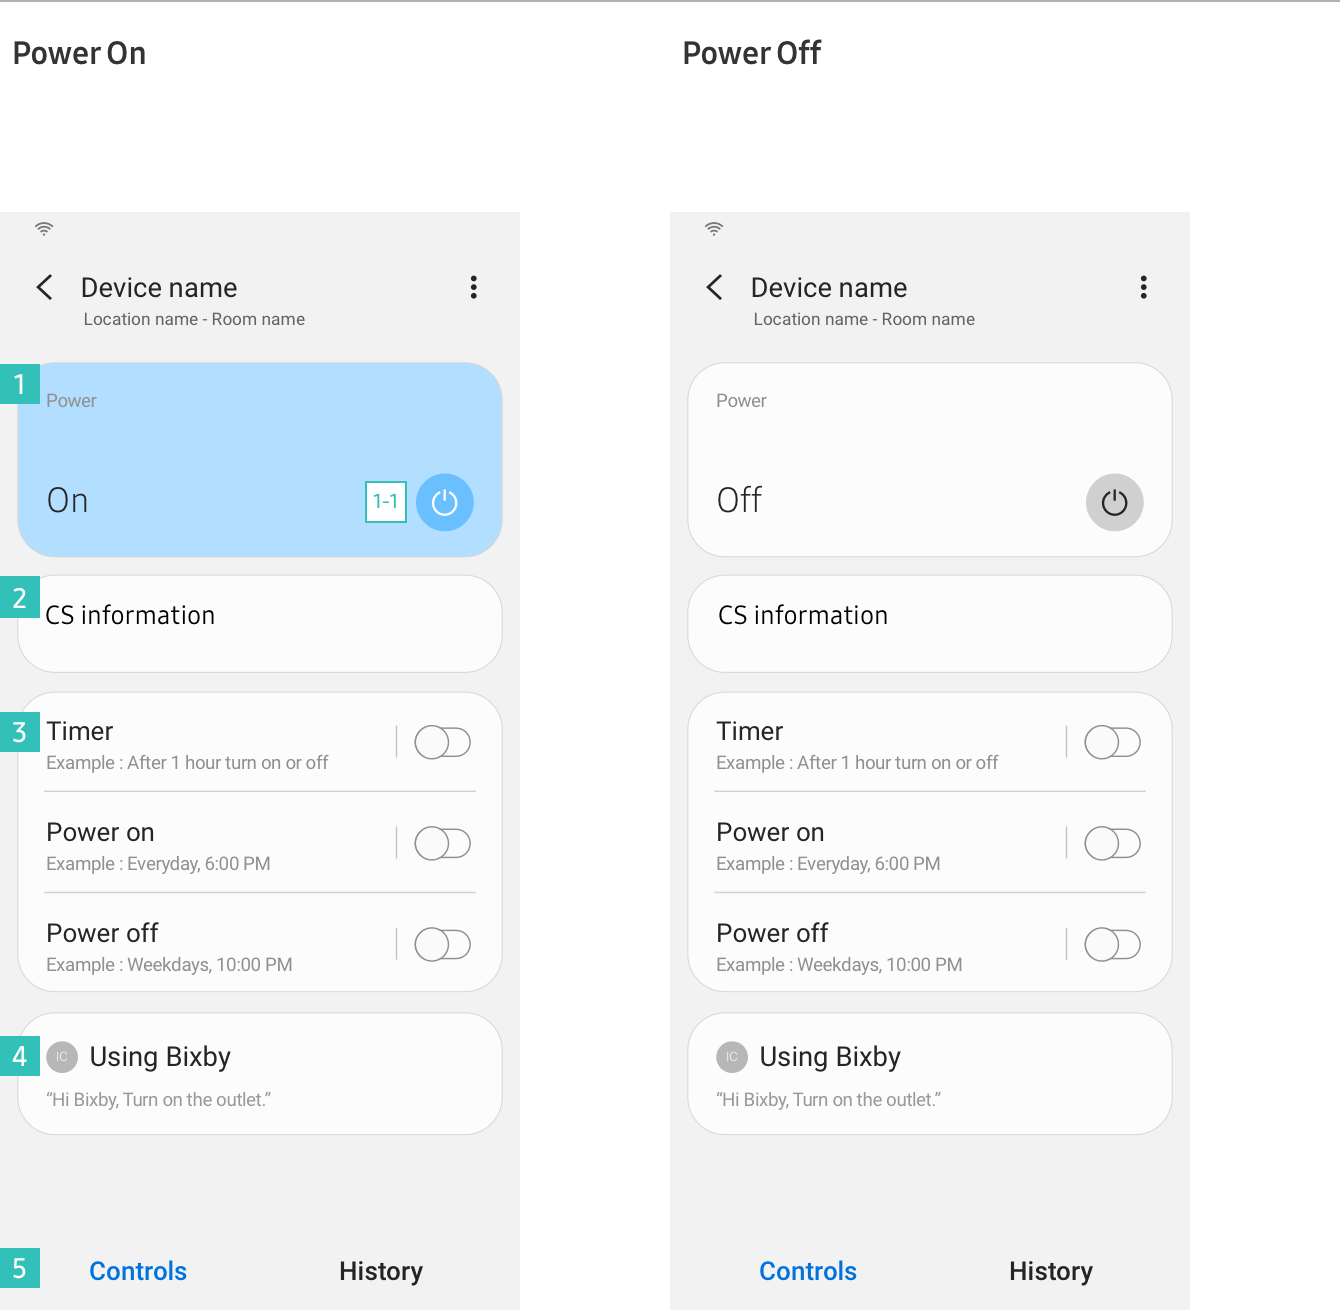 Power On
Device name
Location name - Room name
1
Power
On
1-1
2
CS information
3
Timer
Example : After 1 hour turn on or off
Power on
Example : Everyday, 6:00 PM
Power off
Example : Weekdays, 10:00 PM
4
IC
Using Bixby
“Hi Bixby, Turn on the outlet.”
5
Controls
History
Power Off
Device name
Location name - Room name
Power
Off
CS information
Timer
Example : After 1 hour turn on or off
Power on
Example : Everyday, 6:00 PM
Power off
Example : Weekdays, 10:00 PM
IC
Using Bixby
“Hi Bixby, Turn on the outlet.”
Controls
History